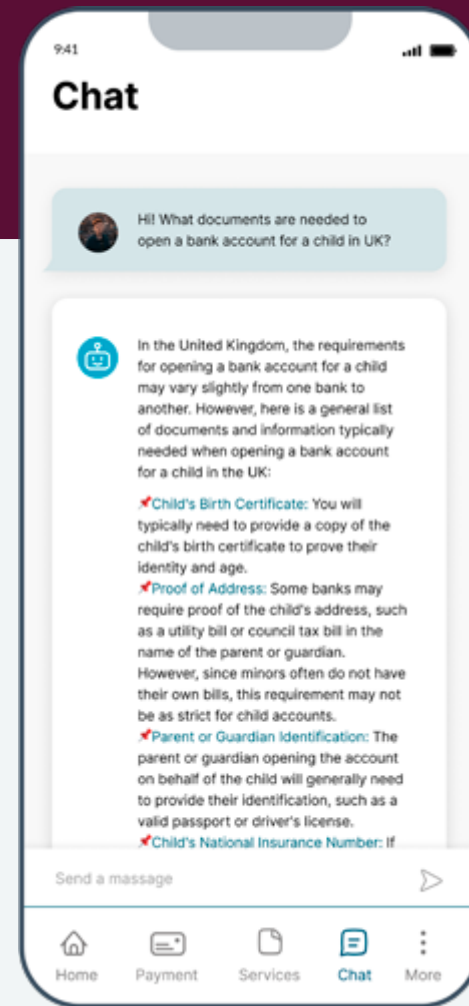 9:41
Chat
Hi! What documents are needed to
open a bank account for a child in UK?
In the United Kingdom, the requirements
for opening a bank account for a child
may vary slightly from one bank to
another. However, here is a general list
of documents and information typically
needed when opening a bank account
for a child in the UK:
📌Child's Birth Certificate: You will
typically need to provide a copy of the
child's birth certificate to prove their
identity and age.
📌Proof of Address: Some banks may
require proof of the child's address, such
as a utility bill or council tax bill in the
name of the parent or guardian.
However, since minors often do not have
their own bills, this requirement may not
be as strict for child accounts.
📌Parent or Guardian Identification: The
parent or guardian opening the account
on behalf of the child will generally need
to provide their identification, such as a
valid passport or driver's license.
📌Child's National Insurance Number: If
Send a massage
Home Payment Services Chat More